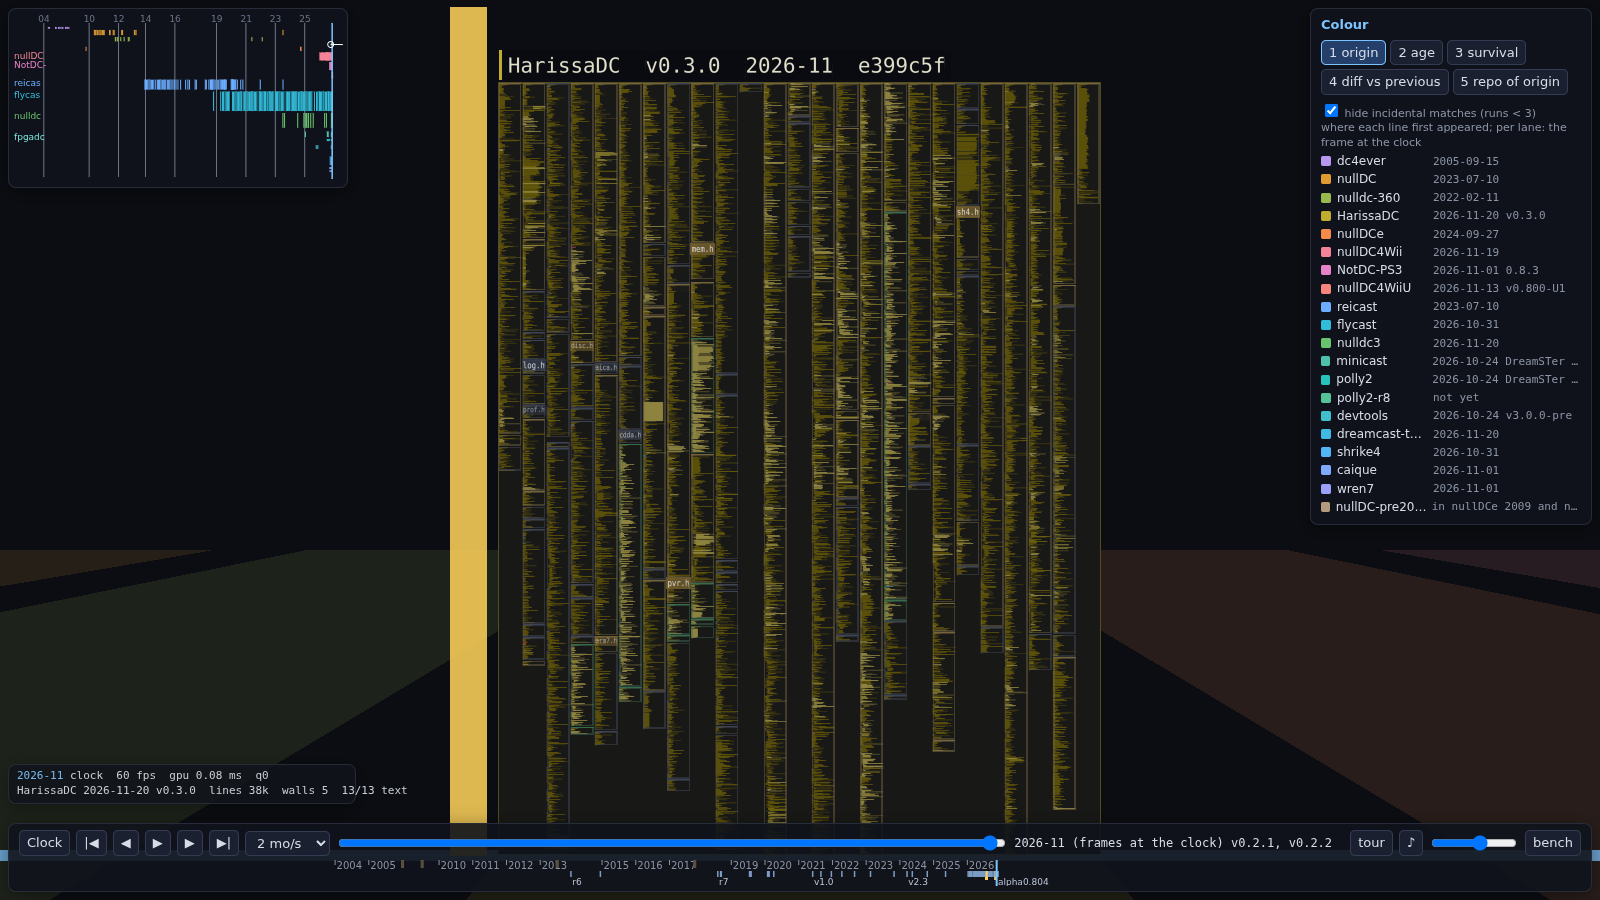 04 10 12 14 16 19 21 23 25
nullDC
NotDC-
reicas
flycas
nulldc
fpgadc
HarissaDC v0.3.0 2026-11 e399c5f
mem.h
sh4.h
disc.h
log.h
aica.h
prof.h
cdda.h
pvr.h
arm7.h
Colour
1 origin 2 age 3 survival
4 diff vs previous 5 repo of origin
hide incidental matches (runs < 3)
where each line first appeared; per lane: the
frame at the clock
dc4ever 2005-09-15
nullDC 2023-07-10
nulldc-360 2022-02-11
HarissaDC 2026-11-20 v0.3.0
nullDCe 2024-09-27
nullDC4Wii 2026-11-19
NotDC-PS3 2026-11-01 0.8.3
nullDC4WiiU 2026-11-13 v0.800-U1
reicast 2023-07-10
flycast 2026-10-31
nulldc3 2026-11-20
minicast 2026-10-24 DreamSTer …
polly2 2026-10-24 DreamSTer …
polly2-r8 not yet
devtools 2026-10-24 v3.0.0-pre
dreamcast-t… 2026-11-20
shrike4 2026-10-31
caique 2026-11-01
wren7 2026-11-01
nullDC-pre20… in nullDCe 2009 and n…
2026-11 clock 60 fps gpu 0.08 ms q0
HarissaDC 2026-11-20 v0.3.0 lines 38k walls 5 13/13 text
Clock |◀ ◀ ▶ ▶ ▶| 2 mo/s 2026-11 (frames at the clock) v0.2.1, v0.2.2 tour ♪ bench
2004 2005 2010 2011 2012 2013 2015 2016 2017 2019 2020 2021 2022 2023 2024 2025 2026
r6 r7 v1.0 v2.3 alpha0.804